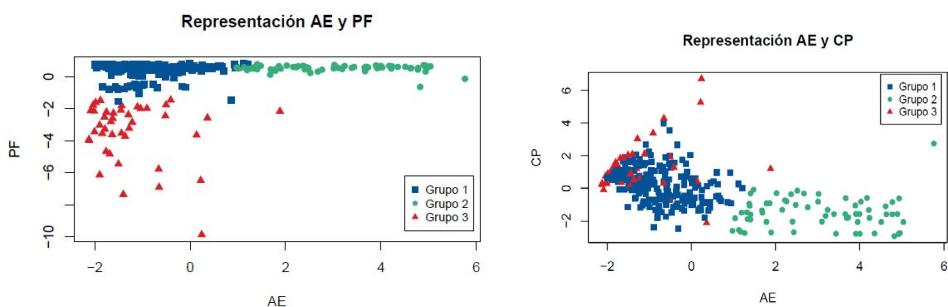 Representación AE y PF
PF
0
−2
−4
−6
−8
−10
Grupo 1
Grupo 2
Grupo 3
−2
0
2
4
6
AE
Representación AE y CP
CP
6
4
2
0
−2
Grupo 1
Grupo 2
Grupo 3
−2
0
2
4
6
AE